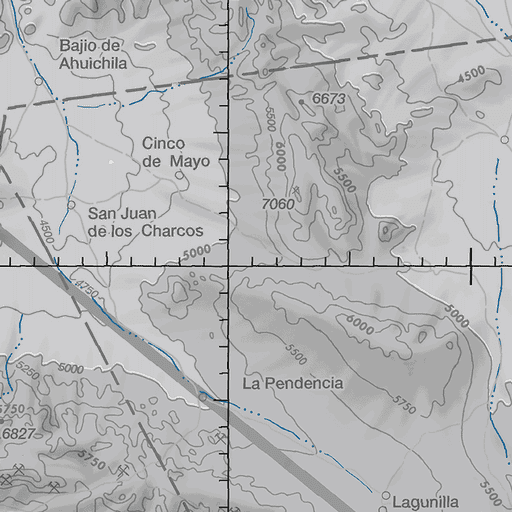 Bajio de
Ahuichila
4500
6673
5500
6000
Cinco
de Mayo
5500
7060
San Juan
de los Charcos
4500
5000
4750
5000
6000
5500
5250
5000
La Pendencia
5750
5750
6827
5750
5500
Lagunilla